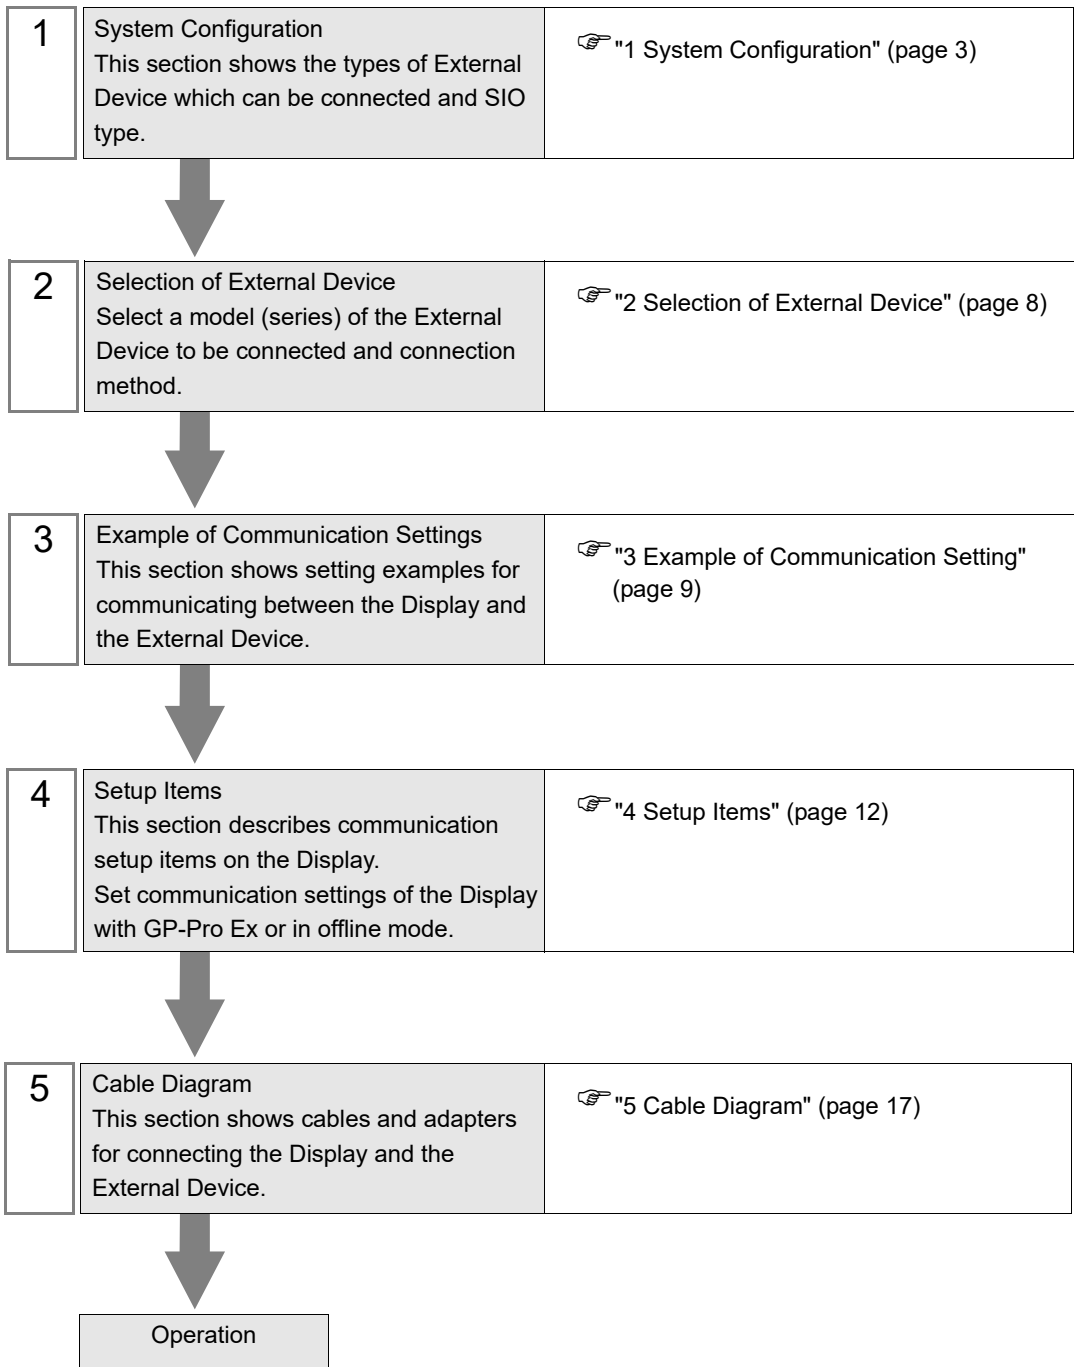 1
System Configuration
This section shows the types of External
Device which can be connected and SIO
type.
"1 System Configuration" (page 3)
2
Selection of External Device
Select a model (series) of the External
Device to be connected and connection
method.
"2 Selection of External Device" (page 8)
3
Example of Communication Settings
This section shows setting examples for
communicating between the Display and
the External Device.
"3 Example of Communication Setting"
(page 9)
4
Setup Items
This section describes communication
setup items on the Display.
Set communication settings of the Display
with GP-Pro Ex or in offline mode.
"4 Setup Items" (page 12)
5
Cable Diagram
This section shows cables and adapters
for connecting the Display and the
External Device.
"5 Cable Diagram" (page 17)
Operation